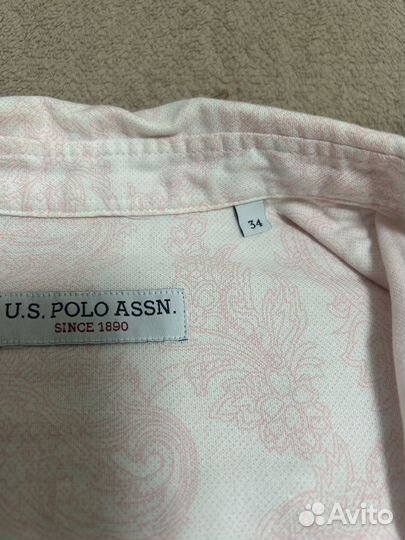 34
U.S. POLO ASSN.
SINCE 1890
Avito